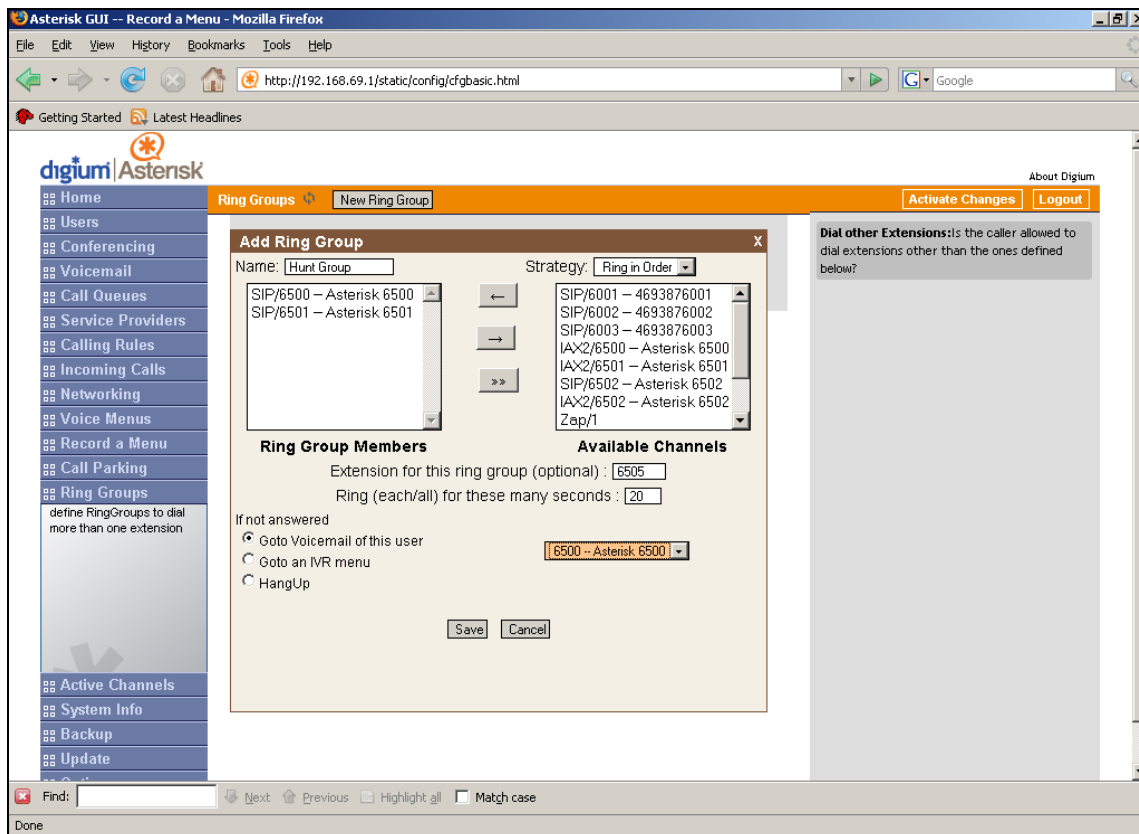 Asterisk GUI -- Record a Menu - Mozilla Firefox
File Edit View History Bookmarks Tools Help
http://192.168.69.1/static/config/cfgbasic.html
G Google
Getting Started Latest Headlines
digium Asterisk
About Digium
Home
Users
Conferencing
Voicemail
Call Queues
Service Providers
Calling Rules
Incoming Calls
Networking
Voice Menus
Record a Menu
Call Parking
Ring Groups
define RingGroups to dial
more than one extension
Active Channels
System Info
Backup
Update
Ring Groups New Ring Group Activate Changes Logout
Add Ring Group X
Name: Hunt Group Strategy: Ring in Order
SIP/6500 -- Asterisk 6500
SIP/6501 -- Asterisk 6501
←
→
»»
SIP/6001 -- 4693876001
SIP/6002 -- 4693876002
SIP/6003 -- 4693876003
IAX2/6500 -- Asterisk 6500
IAX2/6501 -- Asterisk 6501
SIP/6502 -- Asterisk 6502
IAX2/6502 -- Asterisk 6502
Zap/1
Ring Group Members Available Channels
Extension for this ring group (optional) : 6505
Ring (each/all) for these many seconds : 20
If not answered
Goto Voicemail of this user 6500 -- Asterisk 6500
Goto an IVR menu
HangUp
Save Cancel
Dial other Extensions:Is the caller allowed to
dial extensions other than the ones defined
below?
Find: Next Previous Highlight all Match case
Done